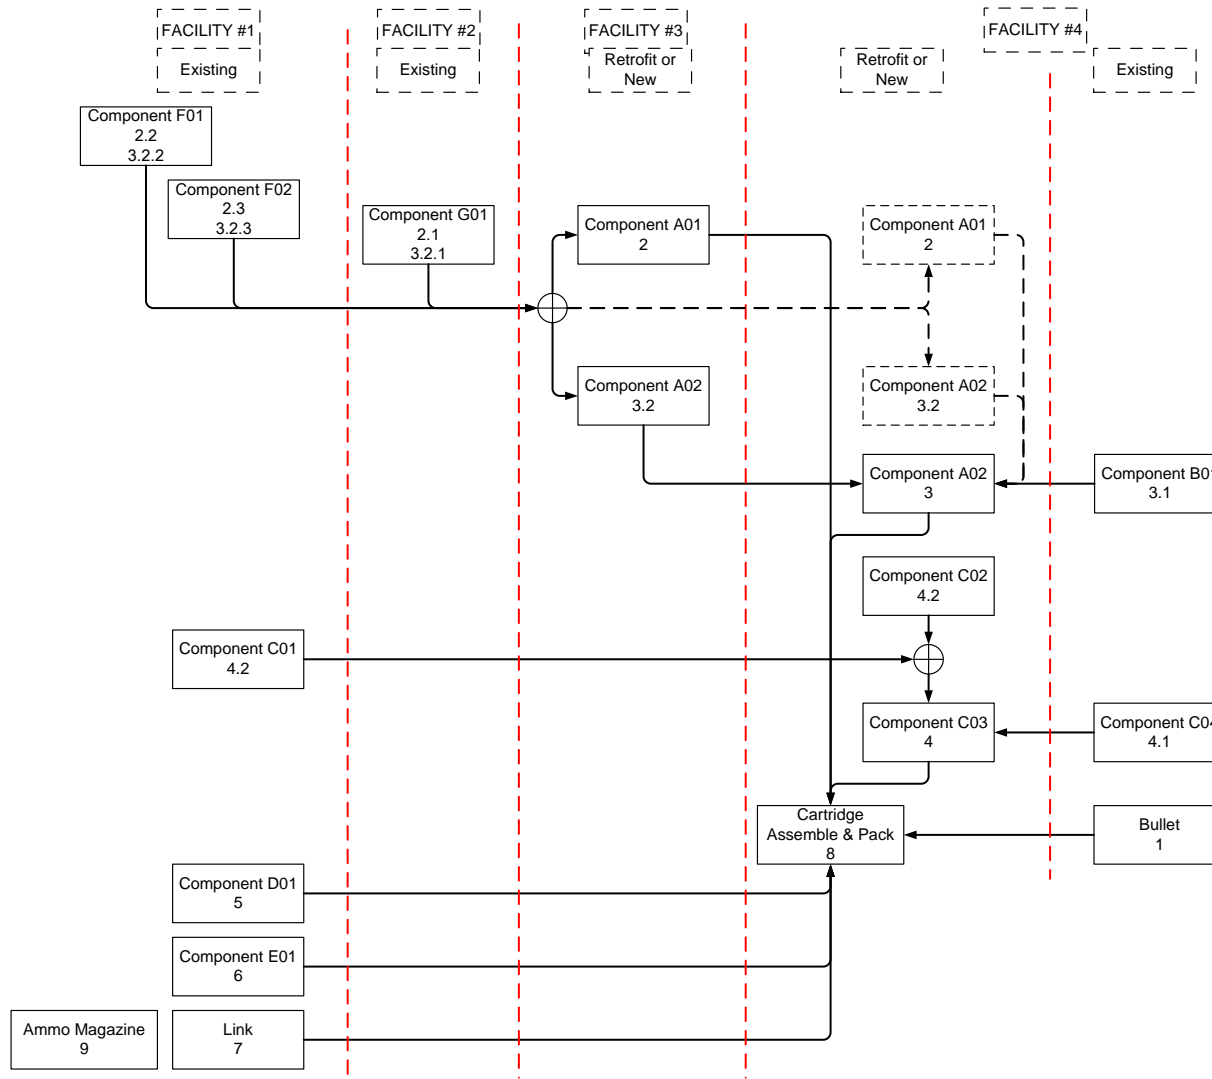 FACILITY #1
Existing
FACILITY #2
Existing
FACILITY #3
Retrofit or
New
FACILITY #4
Retrofit or
New
Existing
Component F01
2.2
3.2.2
Component F02
2.3
3.2.3
Component G01
2.1
3.2.1
Component A01
2
Component A01
2
Component A02
3.2
Component A02
3.2
Component A02
3
Component B01
3.1
Component C02
4.2
Component C01
4.2
Component C03
4
Component C04
4.1
Cartridge
Assemble & Pack
8
Bullet
1
Component D01
5
Component E01
6
Ammo Magazine
9
Link
7